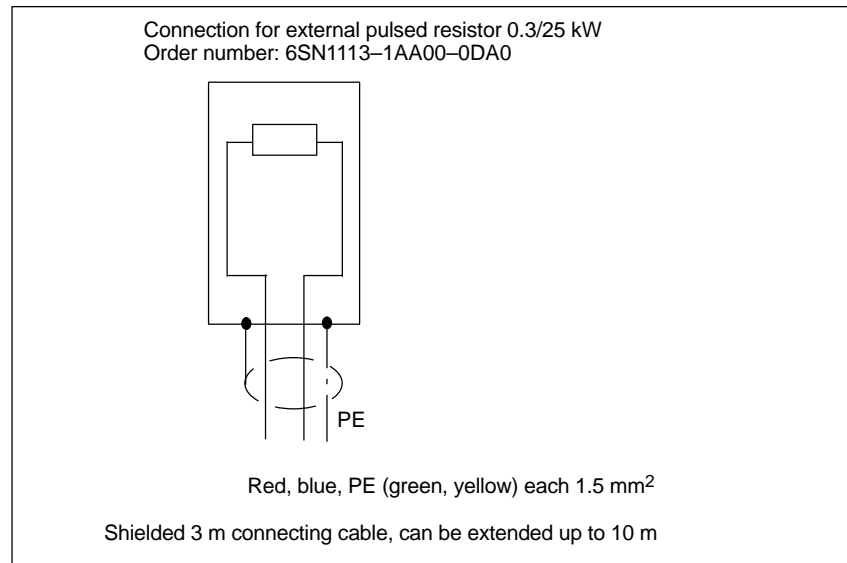 Connection for external pulsed resistor 0.3/25 kW
Order number: 6SN1113–1AA00–0DA0
PE
Red, blue, PE (green, yellow) each 1.5 mm²
Shielded 3 m connecting cable, can be extended up to 10 m